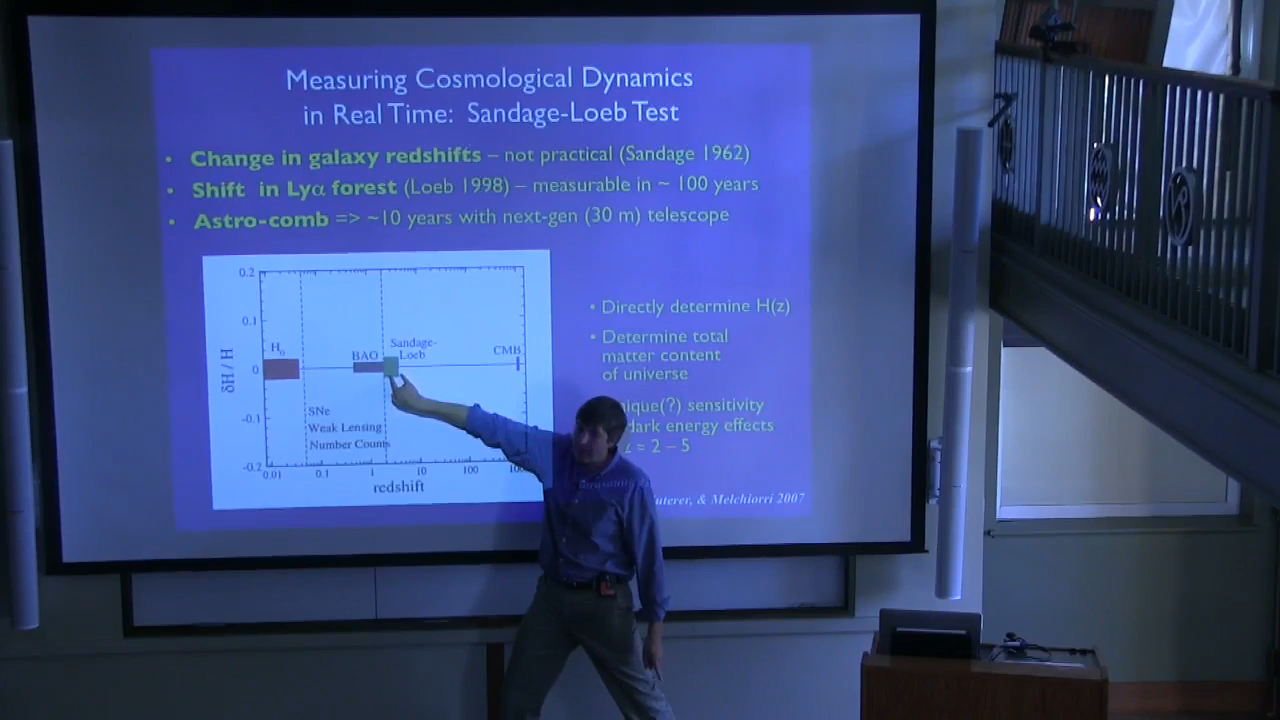 Measuring Cosmological Dynamics
in Real Time: Sandage-Loeb Test
• Change in galaxy redshifts – not practical (Sandage 1962)
• Shift in Lyα forest (Loeb 1998) – measurable in ~ 100 years
• Astro-comb => ~10 years with next-gen (30 m) telescope
0.2
0.1
0
-0.1
-0.2
δH / H
H₀
BAO
Sandage-
Loeb
CMB
SNe
Weak Lensing
Number Counts
0.01 0.1 1 10 100
redshift
• Directly determine H(z)
• Determine total
matter content
of universe
sensitivity
dark energy effects
z ≈ 2 – 5
& Melchiorri 2007